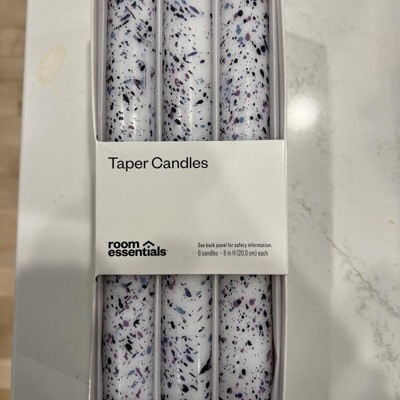 Taper Candles
room
essentials
See back panel for safety information.
6 candles – 8 in H (20.3 cm) each